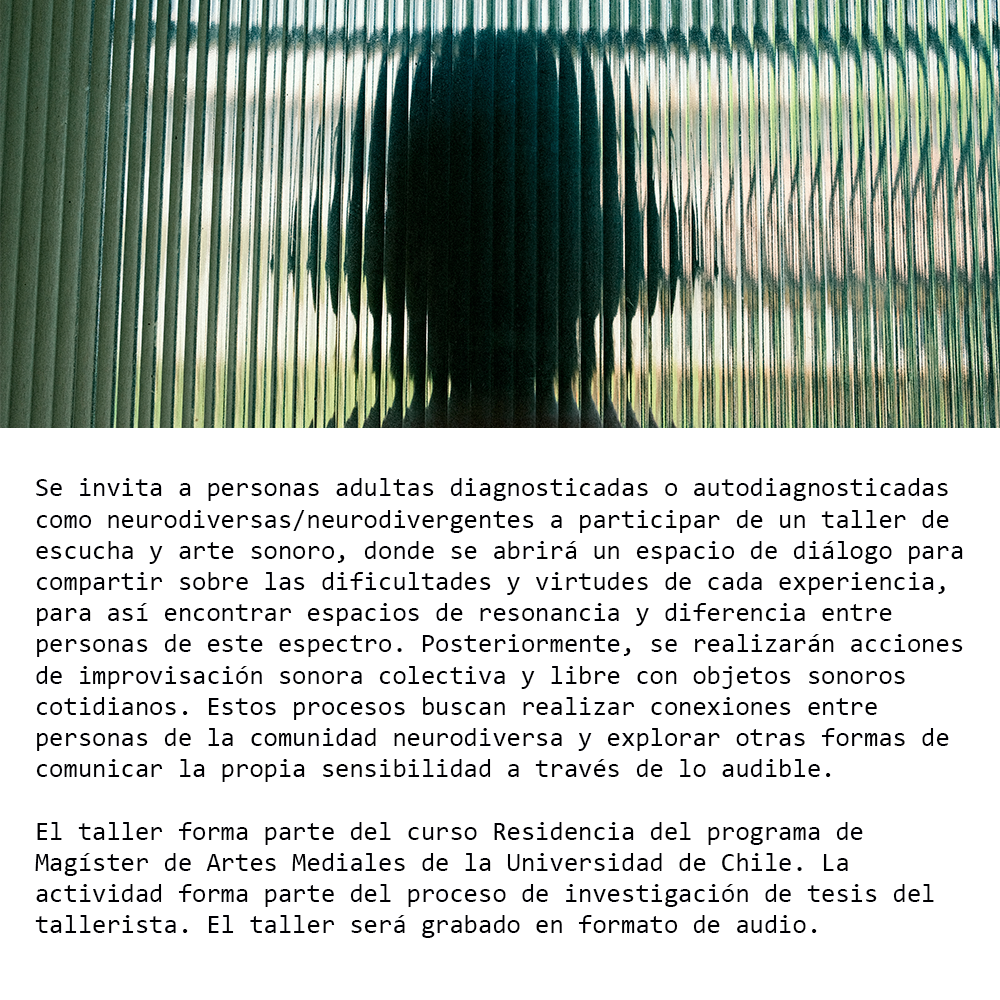 Se invita a personas adultas diagnosticadas o autodiagnosticadas
como neurodiversas/neurodivergentes a participar de un taller de
escucha y arte sonoro, donde se abrirá un espacio de diálogo para
compartir sobre las dificultades y virtudes de cada experiencia,
para así encontrar espacios de resonancia y diferencia entre
personas de este espectro. Posteriormente, se realizarán acciones
de improvisación sonora colectiva y libre con objetos sonoros
cotidianos. Estos procesos buscan realizar conexiones entre
personas de la comunidad neurodiversa y explorar otras formas de
comunicar la propia sensibilidad a través de lo audible.
El taller forma parte del curso Residencia del programa de
Magíster de Artes Mediales de la Universidad de Chile. La
actividad forma parte del proceso de investigación de tesis del
tallerista. El taller será grabado en formato de audio.